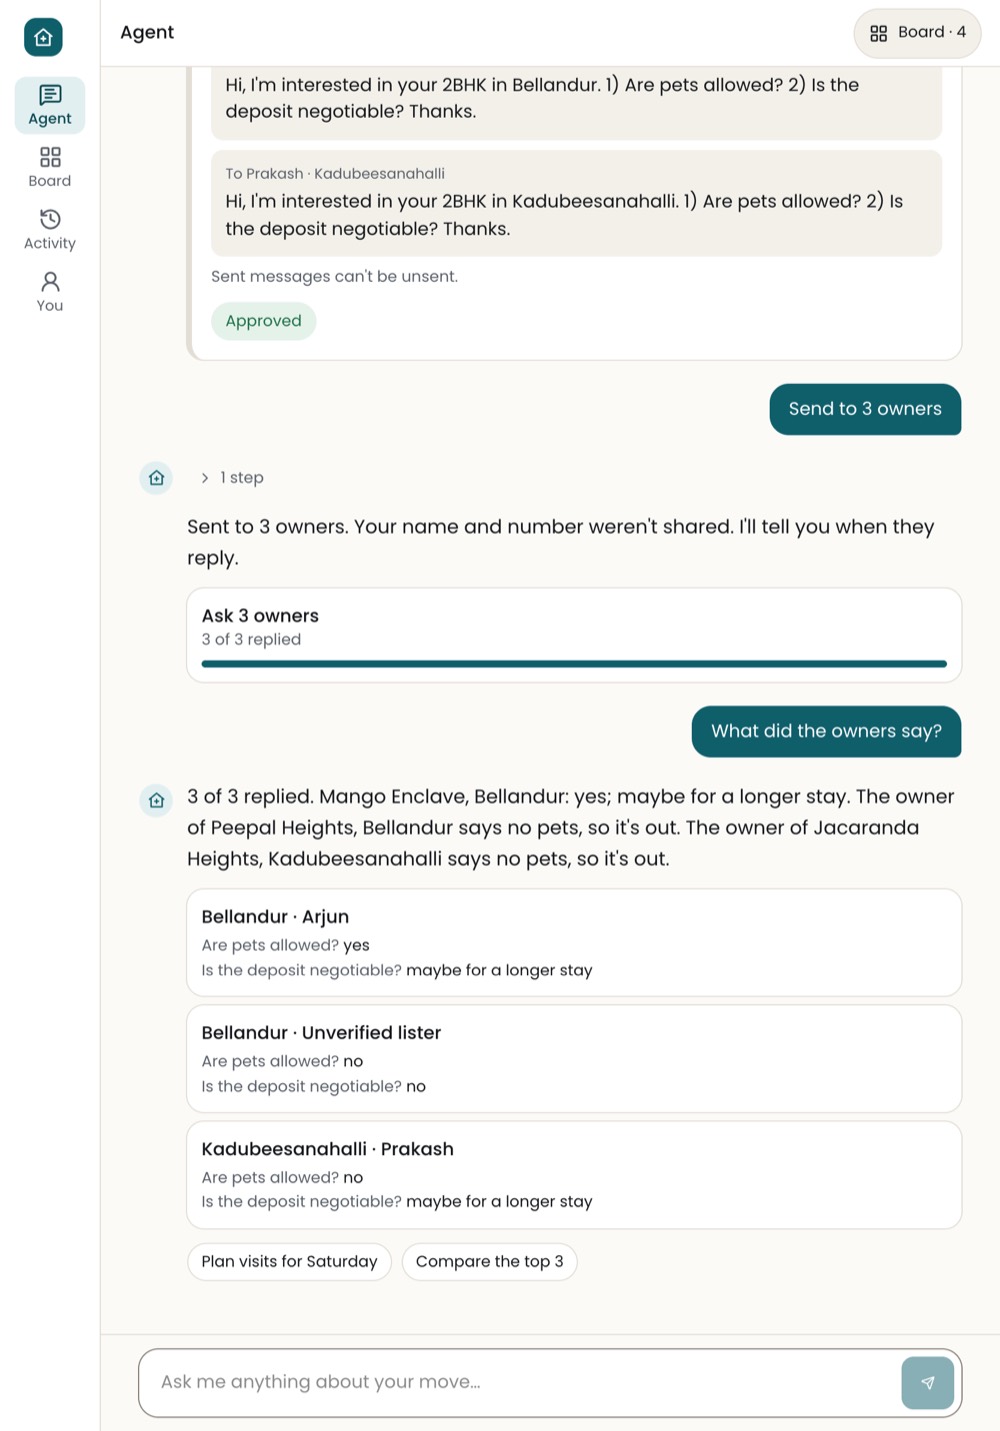 Agent
Board · 4
Agent
Board
Activity
You
Hi, I'm interested in your 2BHK in Bellandur. 1) Are pets allowed? 2) Is the
deposit negotiable? Thanks.
To Prakash · Kadubeesanahalli
Hi, I'm interested in your 2BHK in Kadubeesanahalli. 1) Are pets allowed? 2) Is
the deposit negotiable? Thanks.
Sent messages can't be unsent.
Approved
Send to 3 owners
1 step
Sent to 3 owners. Your name and number weren't shared. I'll tell you when they
reply.
Ask 3 owners
3 of 3 replied
What did the owners say?
3 of 3 replied. Mango Enclave, Bellandur: yes; maybe for a longer stay. The owner
of Peepal Heights, Bellandur says no pets, so it's out. The owner of Jacaranda
Heights, Kadubeesanahalli says no pets, so it's out.
Bellandur · Arjun
Are pets allowed? yes
Is the deposit negotiable? maybe for a longer stay
Bellandur · Unverified lister
Are pets allowed? no
Is the deposit negotiable? no
Kadubeesanahalli · Prakash
Are pets allowed? no
Is the deposit negotiable? maybe for a longer stay
Plan visits for Saturday
Compare the top 3
Ask me anything about your move...